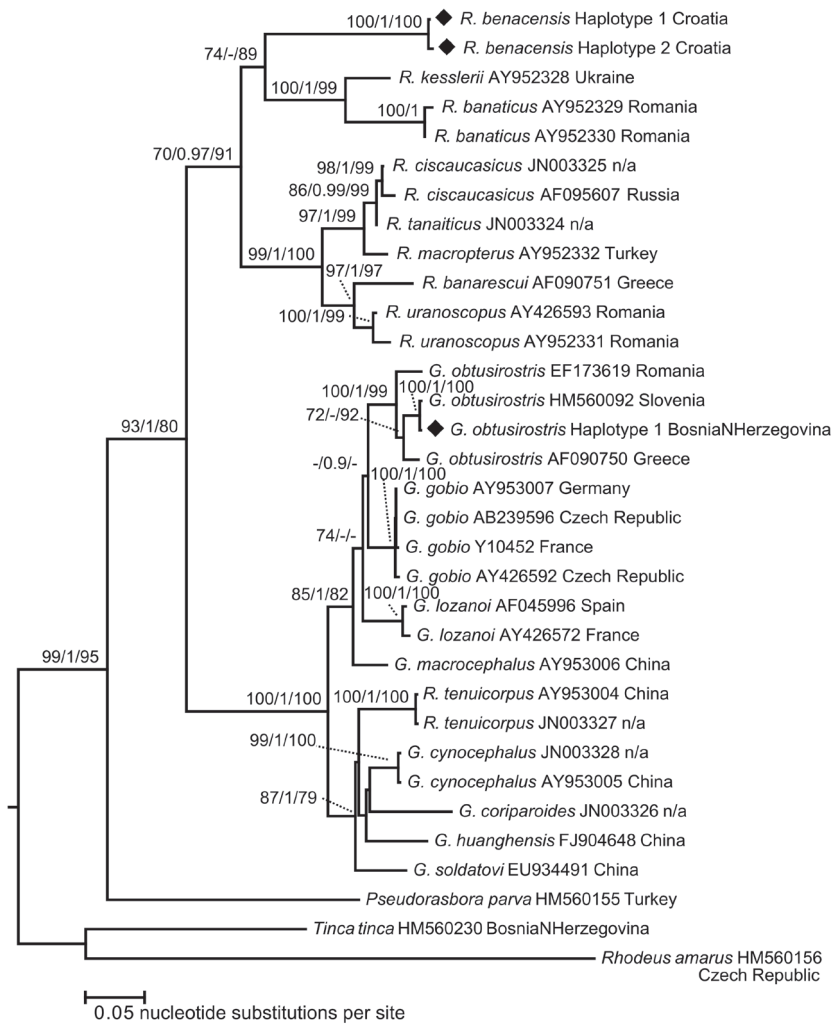 100/1/100
R. benacensis Haplotype 1 Croatia
R. benacensis Haplotype 2 Croatia
74/-/89
R. kesslerii AY952328 Ukraine
100/1/99
R. banaticus AY952329 Romania
100/1
R. banaticus AY952330 Romania
70/0.97/91
R. ciscaucasicus JN003325 n/a
98/1/99
86/0.99/99
R. ciscaucasicus AF095607 Russia
97/1/99
R. tanaiticus JN003324 n/a
99/1/100
R. macropterus AY952332 Turkey
97/1/97
R. banarescui AF090751 Greece
100/1/99
R. uranoscopus AY426593 Romania
R. uranoscopus AY952331 Romania
G. obtusirostris EF173619 Romania
100/1/99
100/1/100
G. obtusirostris HM560092 Slovenia
72/-/92
93/1/80
G. obtusirostris Haplotype 1 BosniaNHerzegovina
G. obtusirostris AF090750 Greece
-/0.9/-
100/1/100
G. gobio AY953007 Germany
G. gobio AB239596 Czech Republic
74/-/-
G. gobio Y10452 France
G. gobio AY426592 Czech Republic
85/1/82
100/1/100
G. lozanoi AF045996 Spain
G. lozanoi AY426572 France
99/1/95
G. macrocephalus AY953006 China
100/1/100
100/1/100
R. tenuicorpus AY953004 China
R. tenuicorpus JN003327 n/a
99/1/100
G. cynocephalus JN003328 n/a
G. cynocephalus AY953005 China
87/1/79
G. coriparoides JN003326 n/a
G. huanghensis FJ904648 China
G. soldatovi EU934491 China
Pseudorasbora parva HM560155 Turkey
Tinca tinca HM560230 BosniaNHerzegovina
Rhodeus amarus HM560156
Czech Republic
0.05 nucleotide substitutions per site